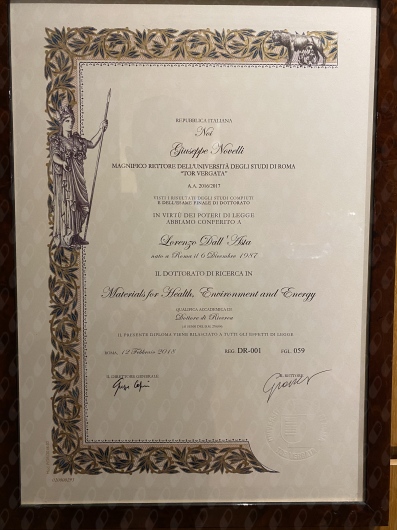 REPUBBLICA ITALIANA
Noi
Giuseppe Novelli
MAGNIFICO RETTORE DELL'UNIVERSITÀ DEGLI STUDI DI ROMA
"TOR VERGATA"
A.A. 2016/2017
VISTI I RISULTATI DEGLI STUDI COMPIUTI
E DELL'ESAME FINALE DI DOTTORATO
IN VIRTÙ DEI POTERI DI LEGGE
ABBIAMO CONFERITO A
Lorenzo Dall'Asta
nato a Roma il 6 Dicembre 1987
IL DOTTORATO DI RICERCA IN
Materials for Health, Environment and Energy
QUALIFICA ACCADEMICA DI
Dottore di Ricerca
IL PRESENTE DIPLOMA VIENE RILASCIATO A TUTTI GLI EFFETTI DI LEGGE
ROMA, 12 Febbraio 2018 REG. DR-001 FGL. 059
IL DIRETTORE GENERALE IL RETTORE